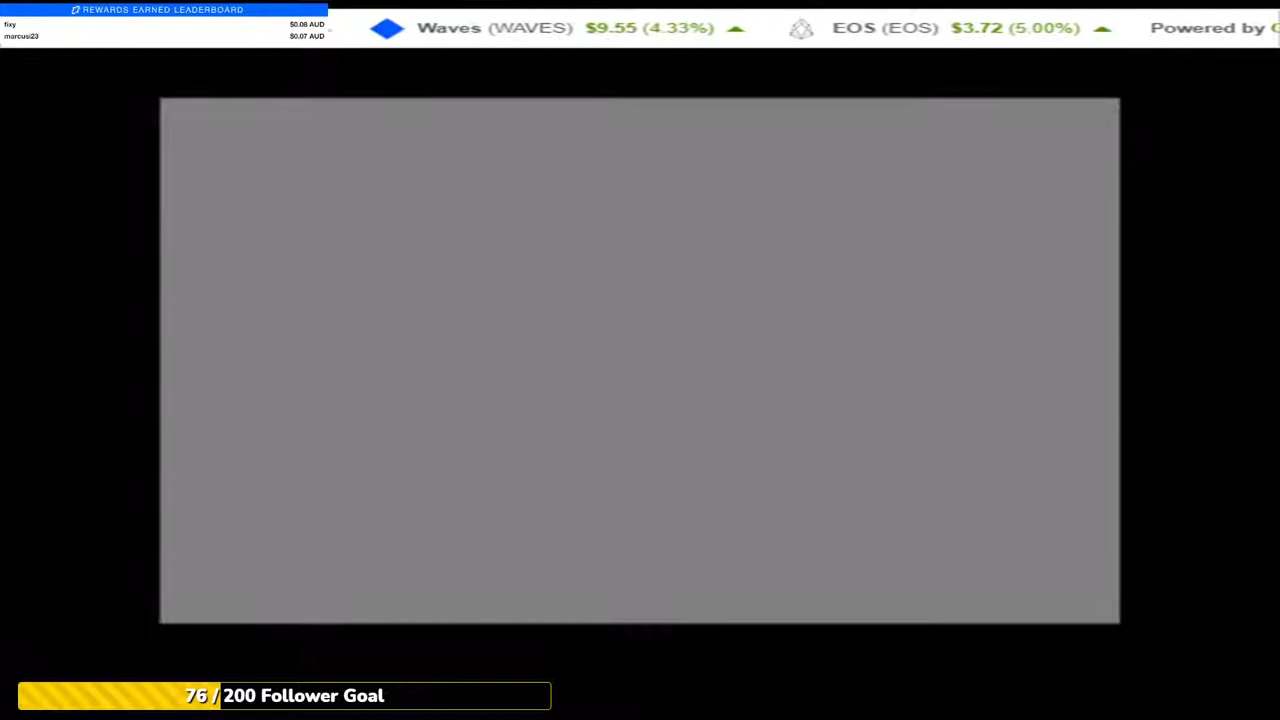 REWARDS EARNED LEADERBOARD
fixy $0.08 AUD
marcusi23 $0.07 AUD
Waves (WAVES) $9.55 (4.33%) EOS (EOS) $3.72 (5.00%) Powered by
76 / 200 Follower Goal